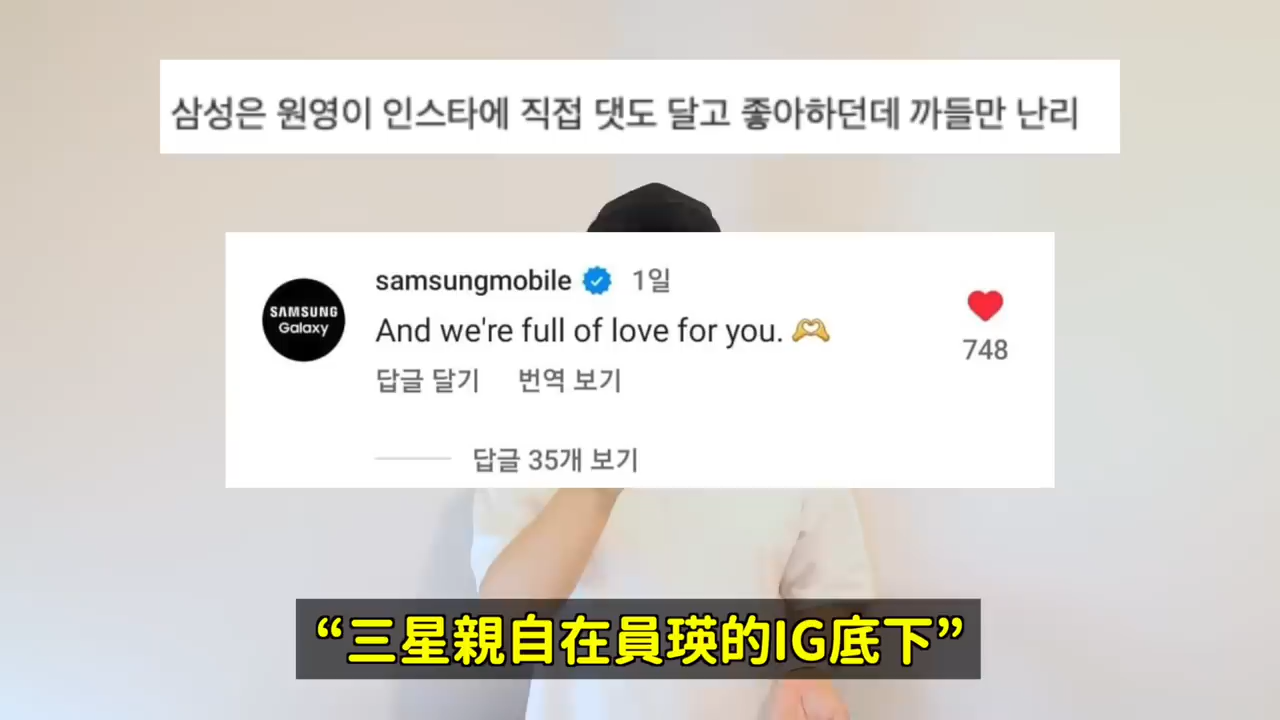 삼성은 원영이 인스타에 직접 댓도 달고 좋아하던데 까들만 난리
SAMSUNG
Galaxy
samsungmobile 1일
And we're full of love for you. 🫶
748
답글 달기 번역 보기
답글 35개 보기
“三星親自在員瑛的IG底下”